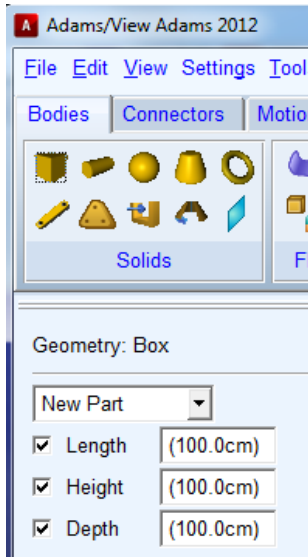 Adams/View Adams 2012
File Edit View Settings Tool
Bodies Connectors Motio
Solids
F
Geometry: Box
New Part
Length (100.0cm)
Height (100.0cm)
Depth (100.0cm)